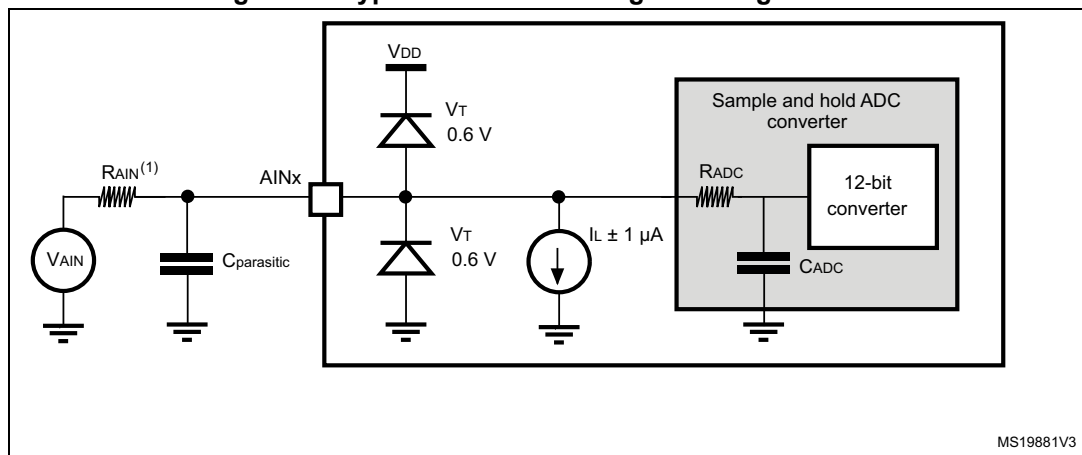 VDD
Sample and hold ADC
converter
VT
0.6 V
RAIN(1)
AINx
RADC
12-bit
converter
VAIN
Cparasitic
VT
0.6 V
IL ± 1 µA
CADC
MS19881V3